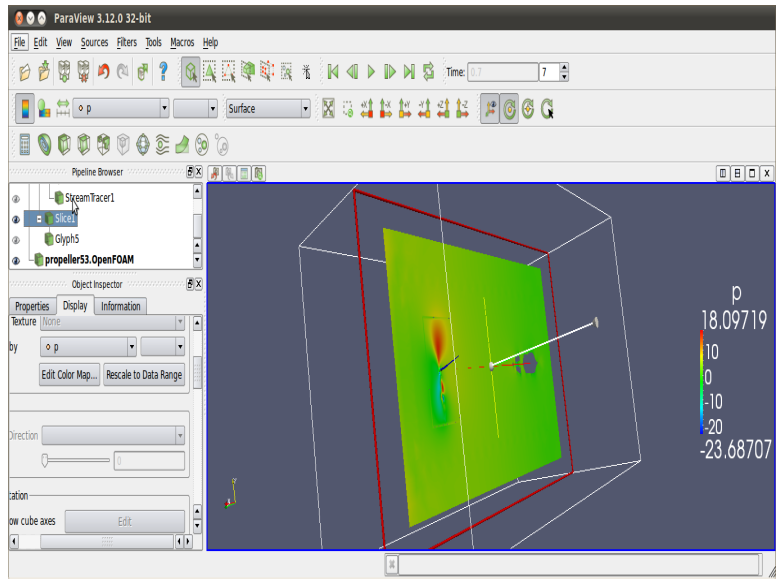 ParaView 3.12.0 32-bit
File Edit View Sources Filters Tools Macros Help
Time: 0.7 7
p Surface +X -X +Y -Y +Z -Z
Pipeline Browser
StreamTracer1
Slice1
Glyph5
propeller53.OpenFOAM
Object Inspector
Properties Display Information
Texture None
by p
Edit Color Map... Rescale to Data Range
Direction
0
cation
ow cube axes Edit
p
18.09719
10
0
-10
-20
-23.68707